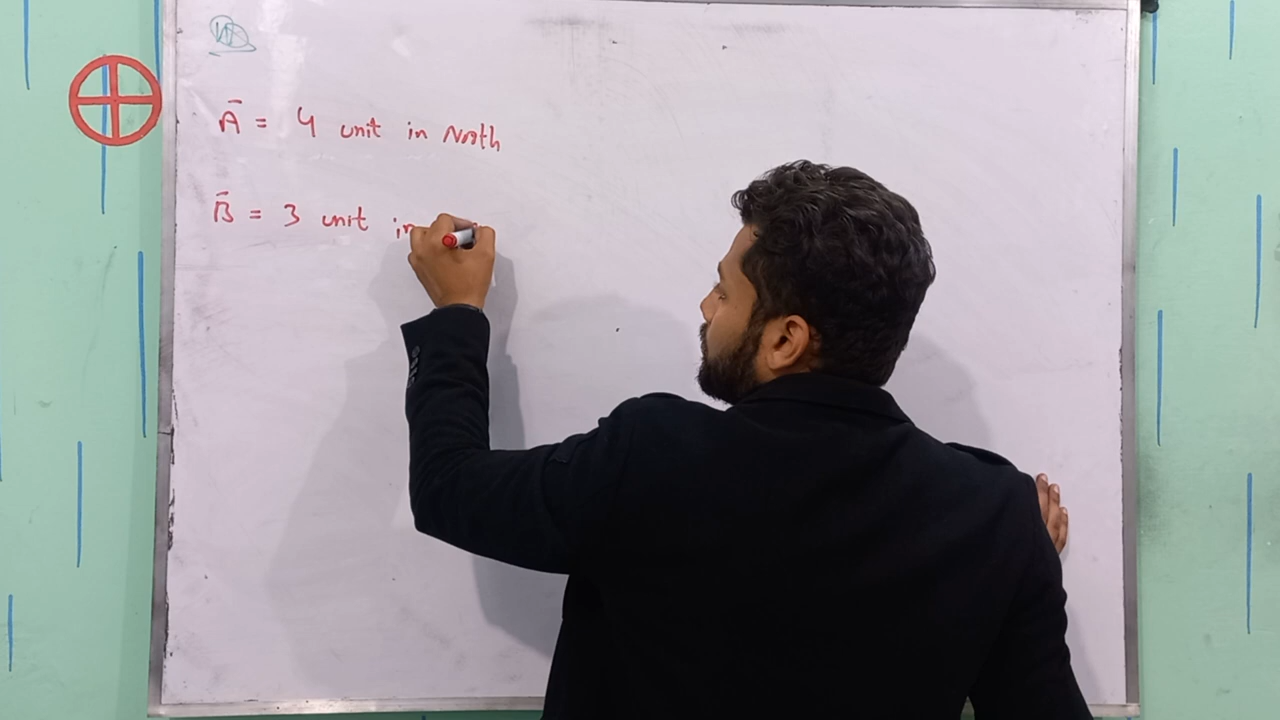 Ā = 4 unit in North
B̄ = 3 unit in